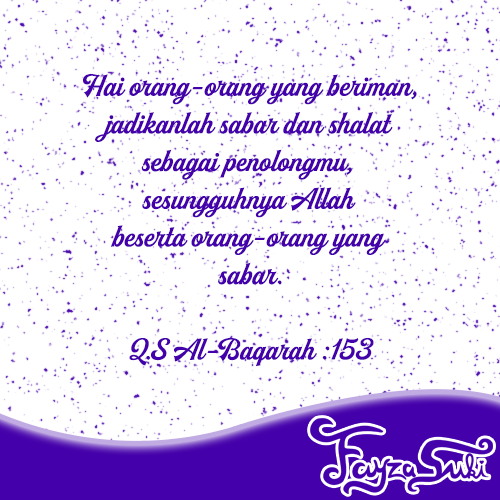 Hai orang-orang yang beriman,
jadikanlah sabar dan shalat
sebagai penolongmu,
sesungguhnya Allah
beserta orang-orang yang
sabar.
Q.S Al-Baqarah :153
Fayza Suki